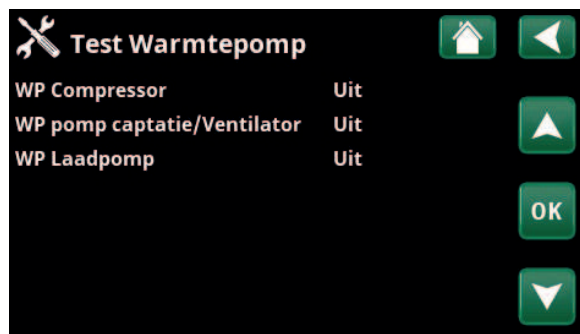 Test Warmtepomp
WP Compressor Uit
WP pomp captatie/Ventilator Uit
WP Laadpomp Uit
OK